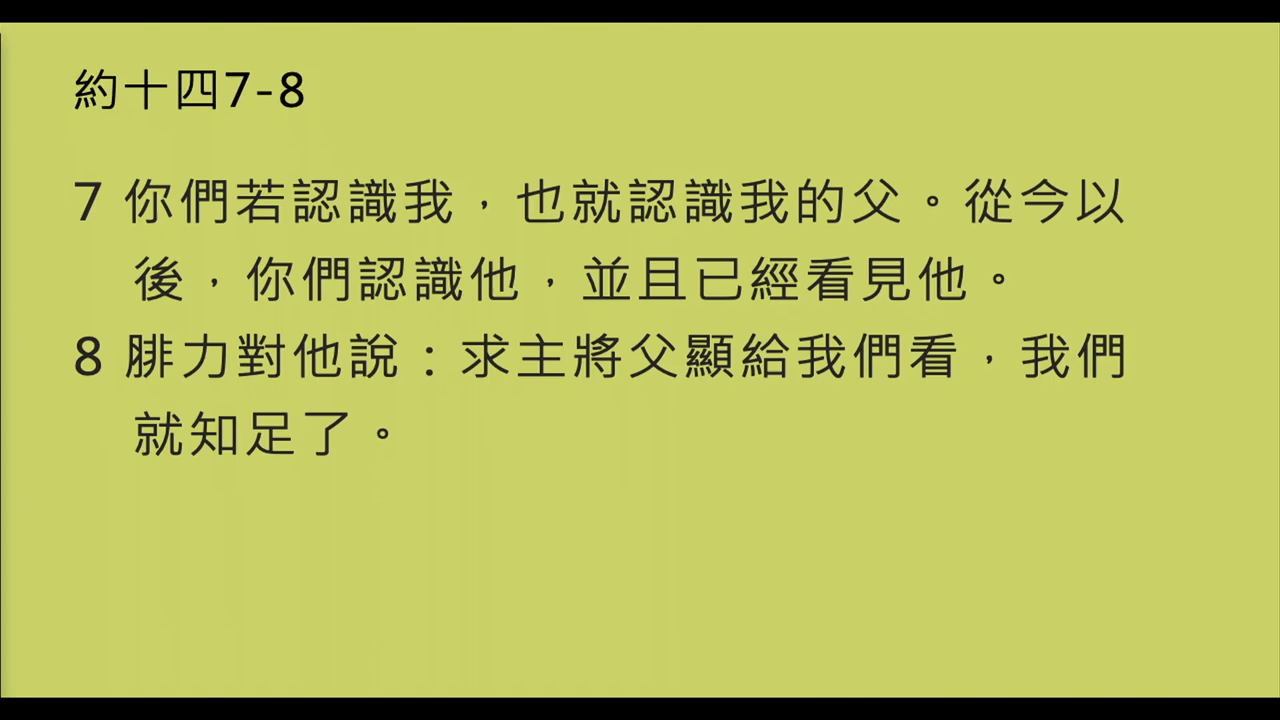 約十四7-8
7 你們若認識我，也就認識我的父。從今以
後，你們認識他，並且已經看見他。
8 腓力對他說：求主將父顯給我們看，我們
就知足了。